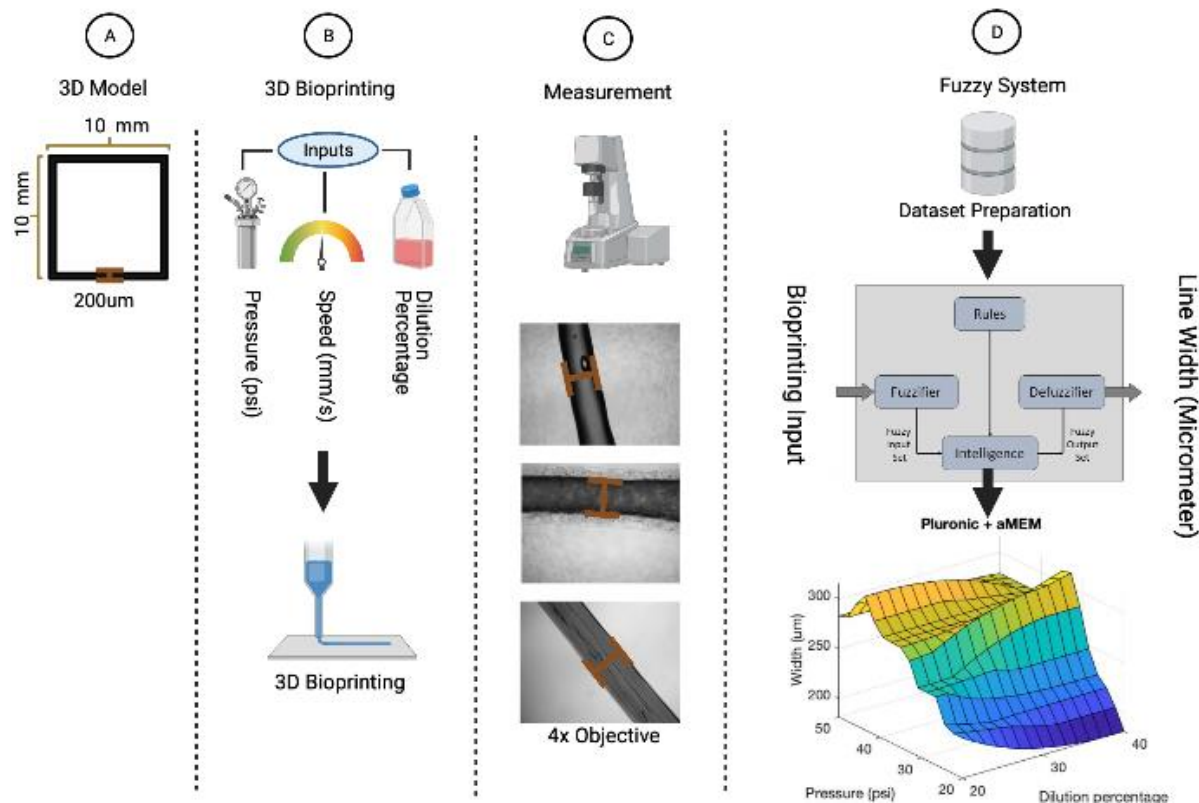 A
3D Model
10 mm
10 mm
200um
B
3D Bioprinting
Inputs
Pressure (psi)
Speed (mm/s)
Dilution
Percentage
3D Bioprinting
C
Measurement
4x Objective
D
Fuzzy System
Dataset Preparation
Bioprinting Input
Rules
Fuzzifier
Defuzzifier
Fuzzy
Input
Set
Intelligence
Fuzzy
Output
Set
Line Width (Micrometer)
Pluronic + aMEM
Width (um)
300
250
200
50
40
30
20
Pressure (psi)
20
30
40
Dilution percentage